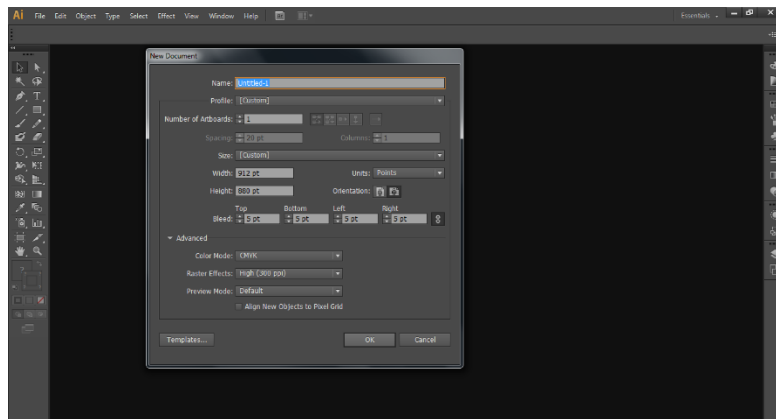 Ai File Edit Object Type Select Effect View Window Help Essentials
New Document
Name: Untitled-1
Profile: [Custom]
Number of Artboards: 1
Spacing: 20 pt Columns: 1
Size: [Custom]
Width: 912 pt Units: Points
Height: 880 pt Orientation:
Top Bottom Left Right
Bleed: 5 pt 5 pt 5 pt 5 pt
Advanced
Color Mode: CMYK
Raster Effects: High (300 ppi)
Preview Mode: Default
Align New Objects to Pixel Grid
Templates... OK Cancel